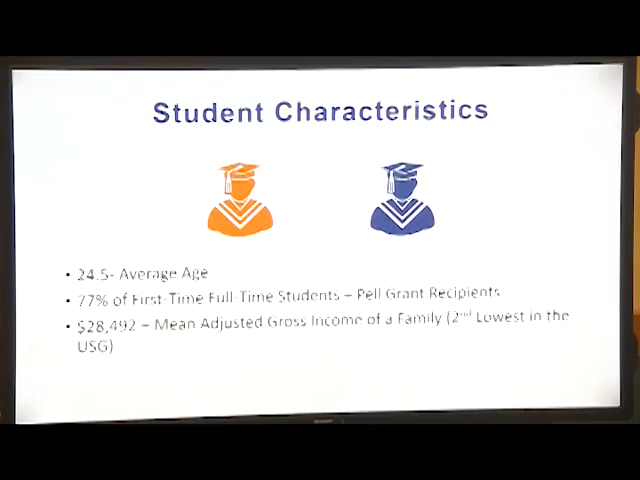 Student Characteristics
• 24.5- Average Age
• 77% of First-Time Full-Time Students – Pell Grant Recipients
• $28,492 – Mean Adjusted Gross Income of a Family (2nd Lowest in the
USG)